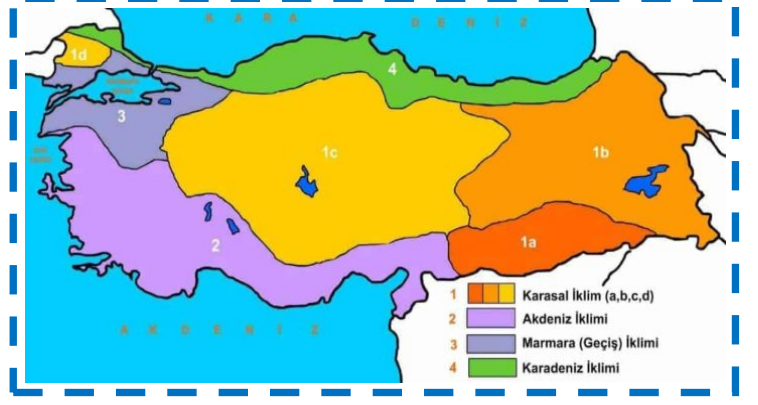 K A R A D E N İ Z
1d
4
3
1c
1b
2
1a
A K D E N İ Z
1 Karasal İklim (a,b,c,d)
2 Akdeniz İklimi
3 Marmara (Geçiş) İklimi
4 Karadeniz İklimi